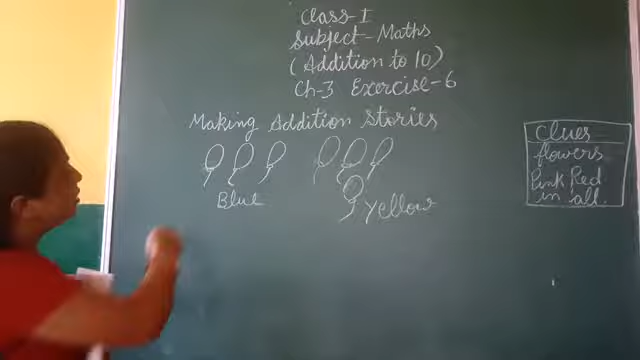 Class-I
Subject-Maths
(Addition to 10)
Ch-3 Exercise-6
Making Addition Stories
Blue
Yellow
Clues
flowers
Pink Red
in all.